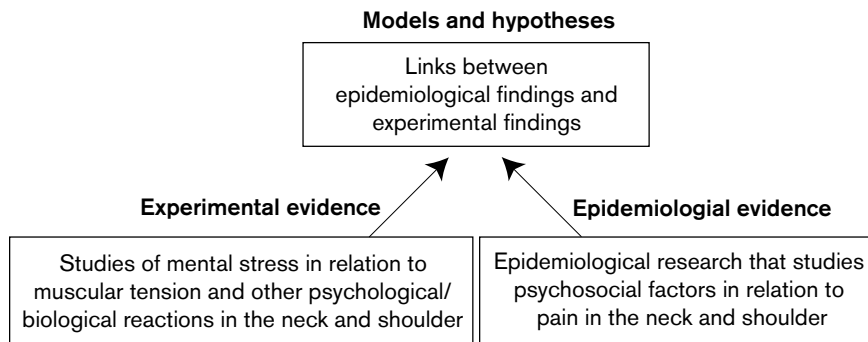 Models and hypotheses
Links between
epidemiological findings and
experimental findings
Experimental evidence
Studies of mental stress in relation to
muscular tension and other psychological/
biological reactions in the neck and shoulder
Epidemiologial evidence
Epidemiological research that studies
psychosocial factors in relation to
pain in the neck and shoulder